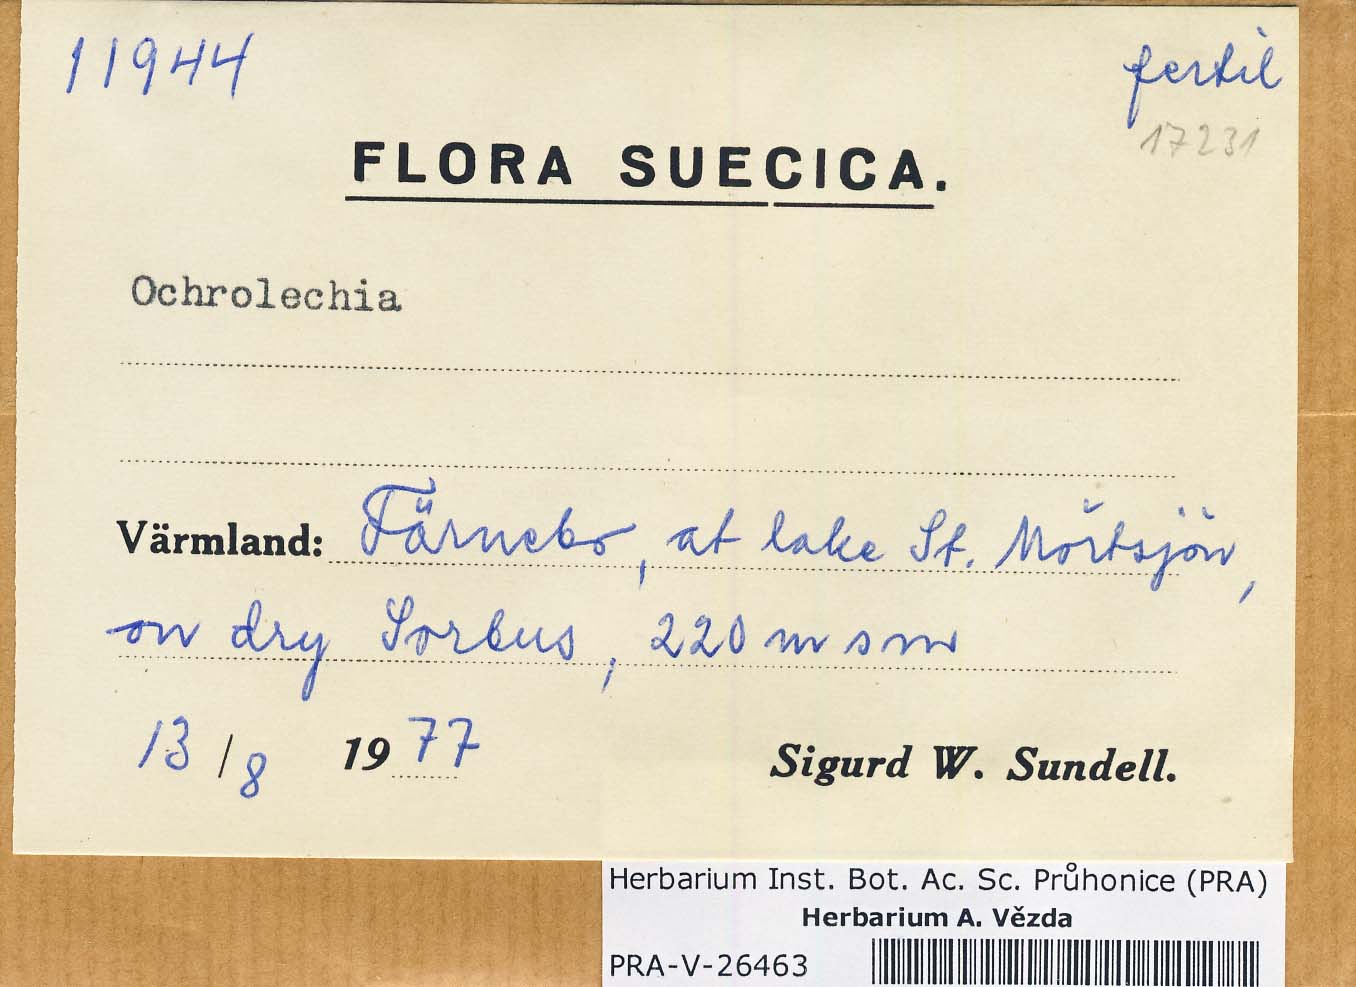 11944
fertil
17231
FLORA SUECICA.
Ochrolechia
Värmland: Färnebo, at lake St. Mörtsjön,
on dry Sorbus, 220 m s m
13/8 1977
Sigurd W. Sundell.
Herbarium Inst. Bot. Ac. Sc. Průhonice (PRA)
Herbarium A. Vězda
PRA-V-26463